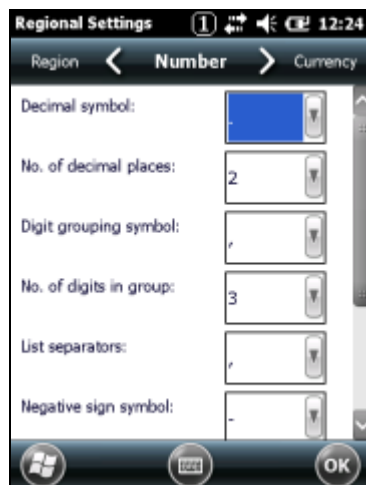 Regional Settings 1 12:24
Region Number Currency
Decimal symbol: .
No. of decimal places: 2
Digit grouping symbol: ,
No. of digits in group: 3
List separators: ,
Negative sign symbol: -
OK